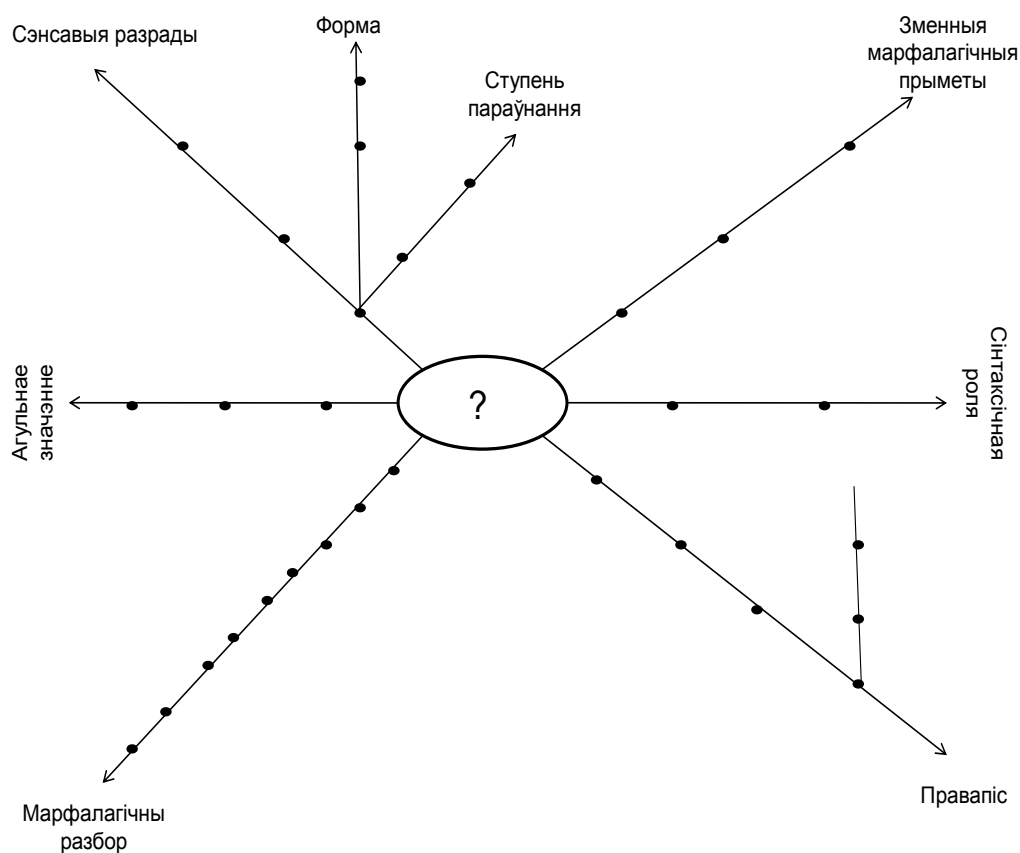 Сэнсавыя разрады
Форма
Ступень
параўнання
Зменныя
марфалагічныя
прыметы
Агульнае
значэнне
?
Сінтаксічная
роля
Марфалагічны
разбор
Правапіс